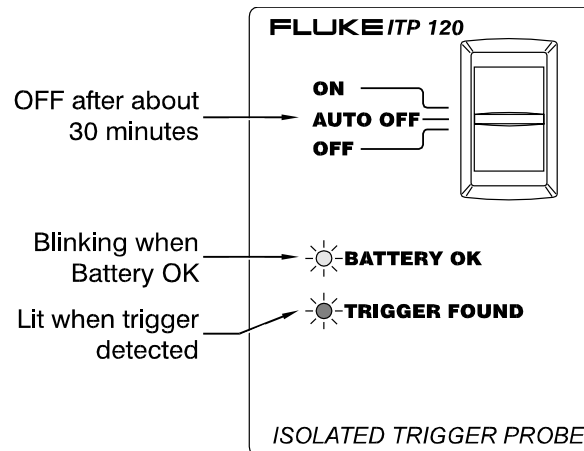 FLUKE ITP 120
ON
OFF after about
30 minutes
AUTO OFF
OFF
Blinking when
Battery OK
BATTERY OK
Lit when trigger
detected
TRIGGER FOUND
ISOLATED TRIGGER PROBE